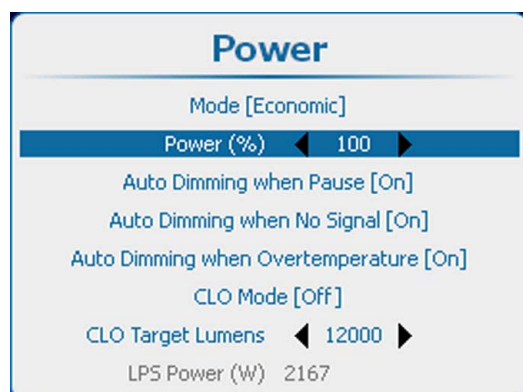 Power
Mode [Economic]
Power (%) 100
Auto Dimming when Pause [On]
Auto Dimming when No Signal [On]
Auto Dimming when Overtemperature [On]
CLO Mode [Off]
CLO Target Lumens 12000
LPS Power (W) 2167